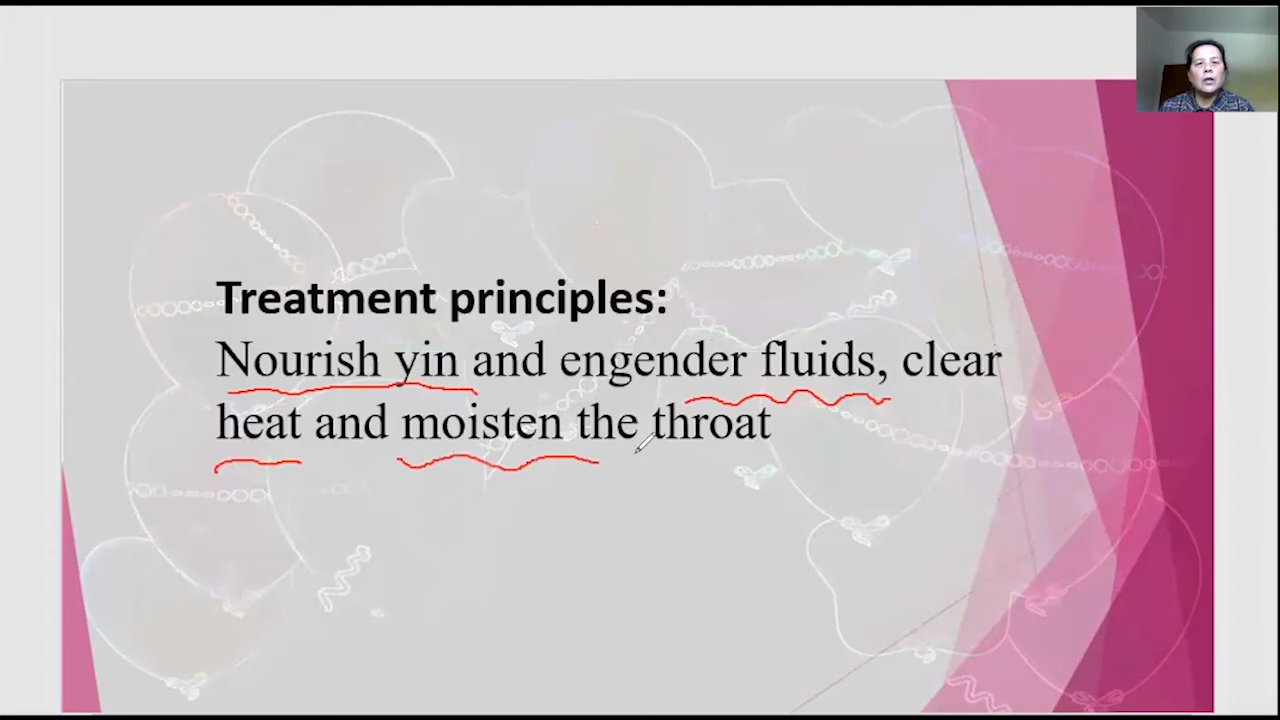 Treatment principles:
Nourish yin and engender fluids, clear
heat and moisten the throat